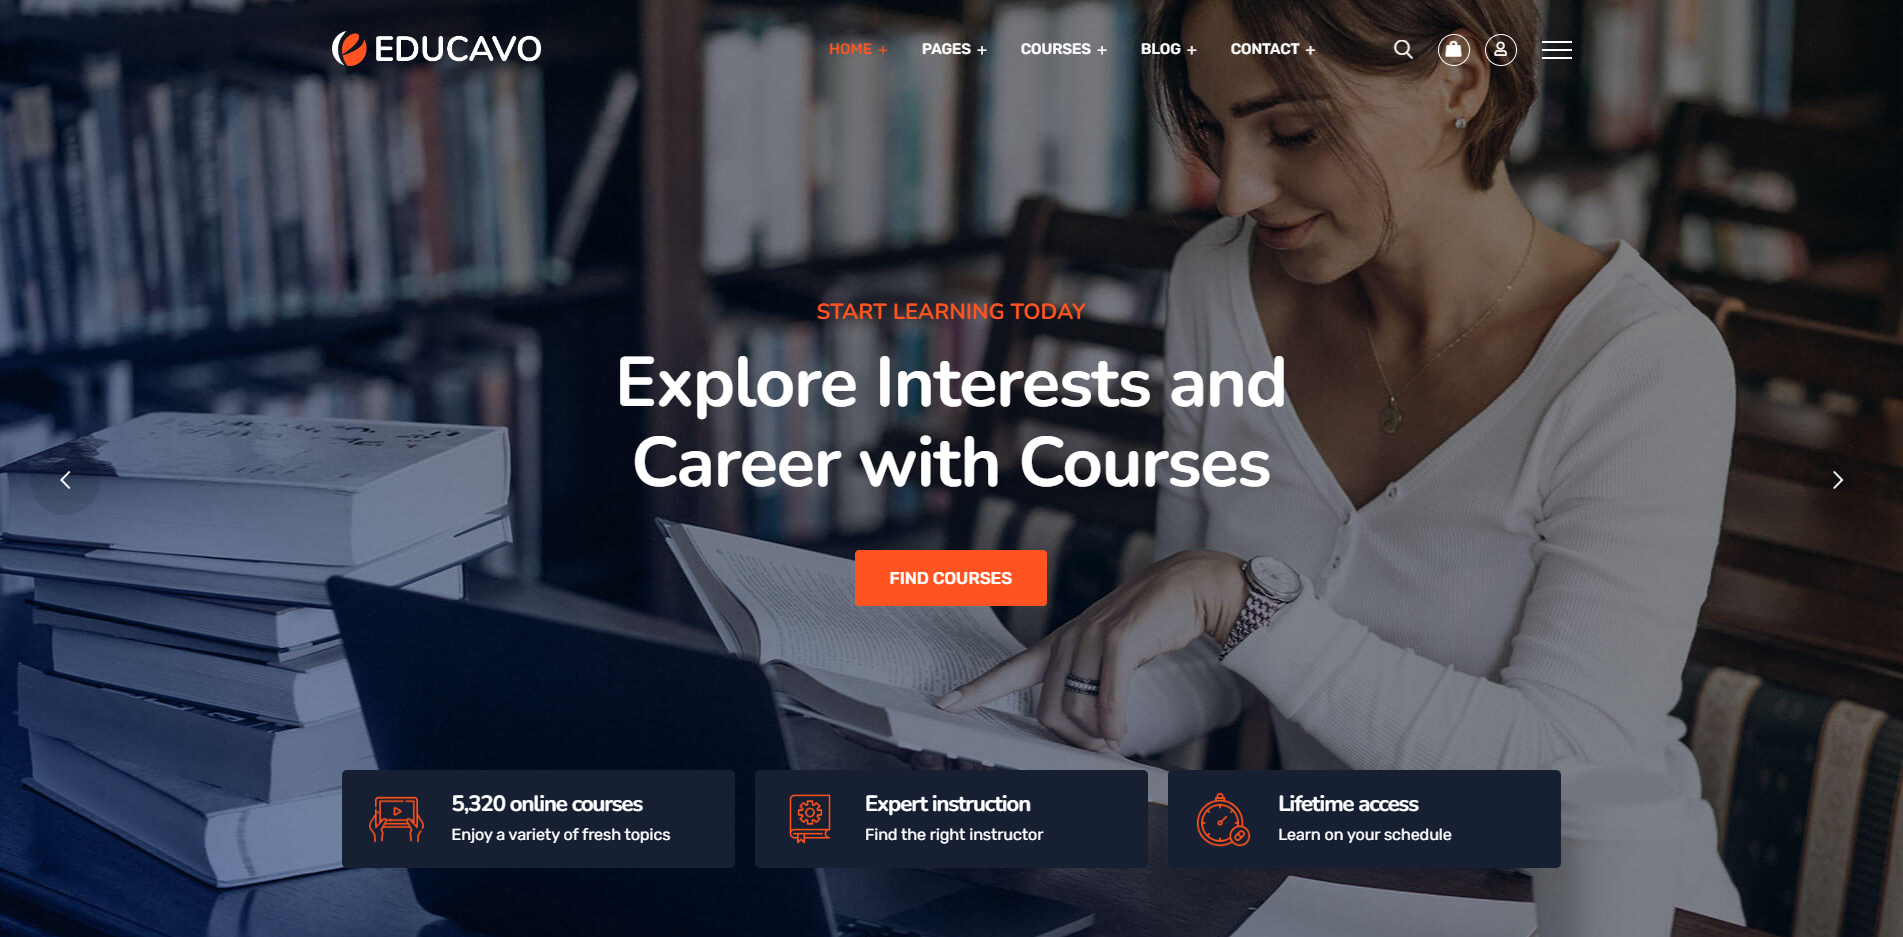 EDUCAVO
HOME +
PAGES +
COURSES +
BLOG +
CONTACT +
START LEARNING TODAY
Explore Interests and
Career with Courses
FIND COURSES
5,320 online courses
Enjoy a variety of fresh topics
Expert instruction
Find the right instructor
Lifetime access
Learn on your schedule